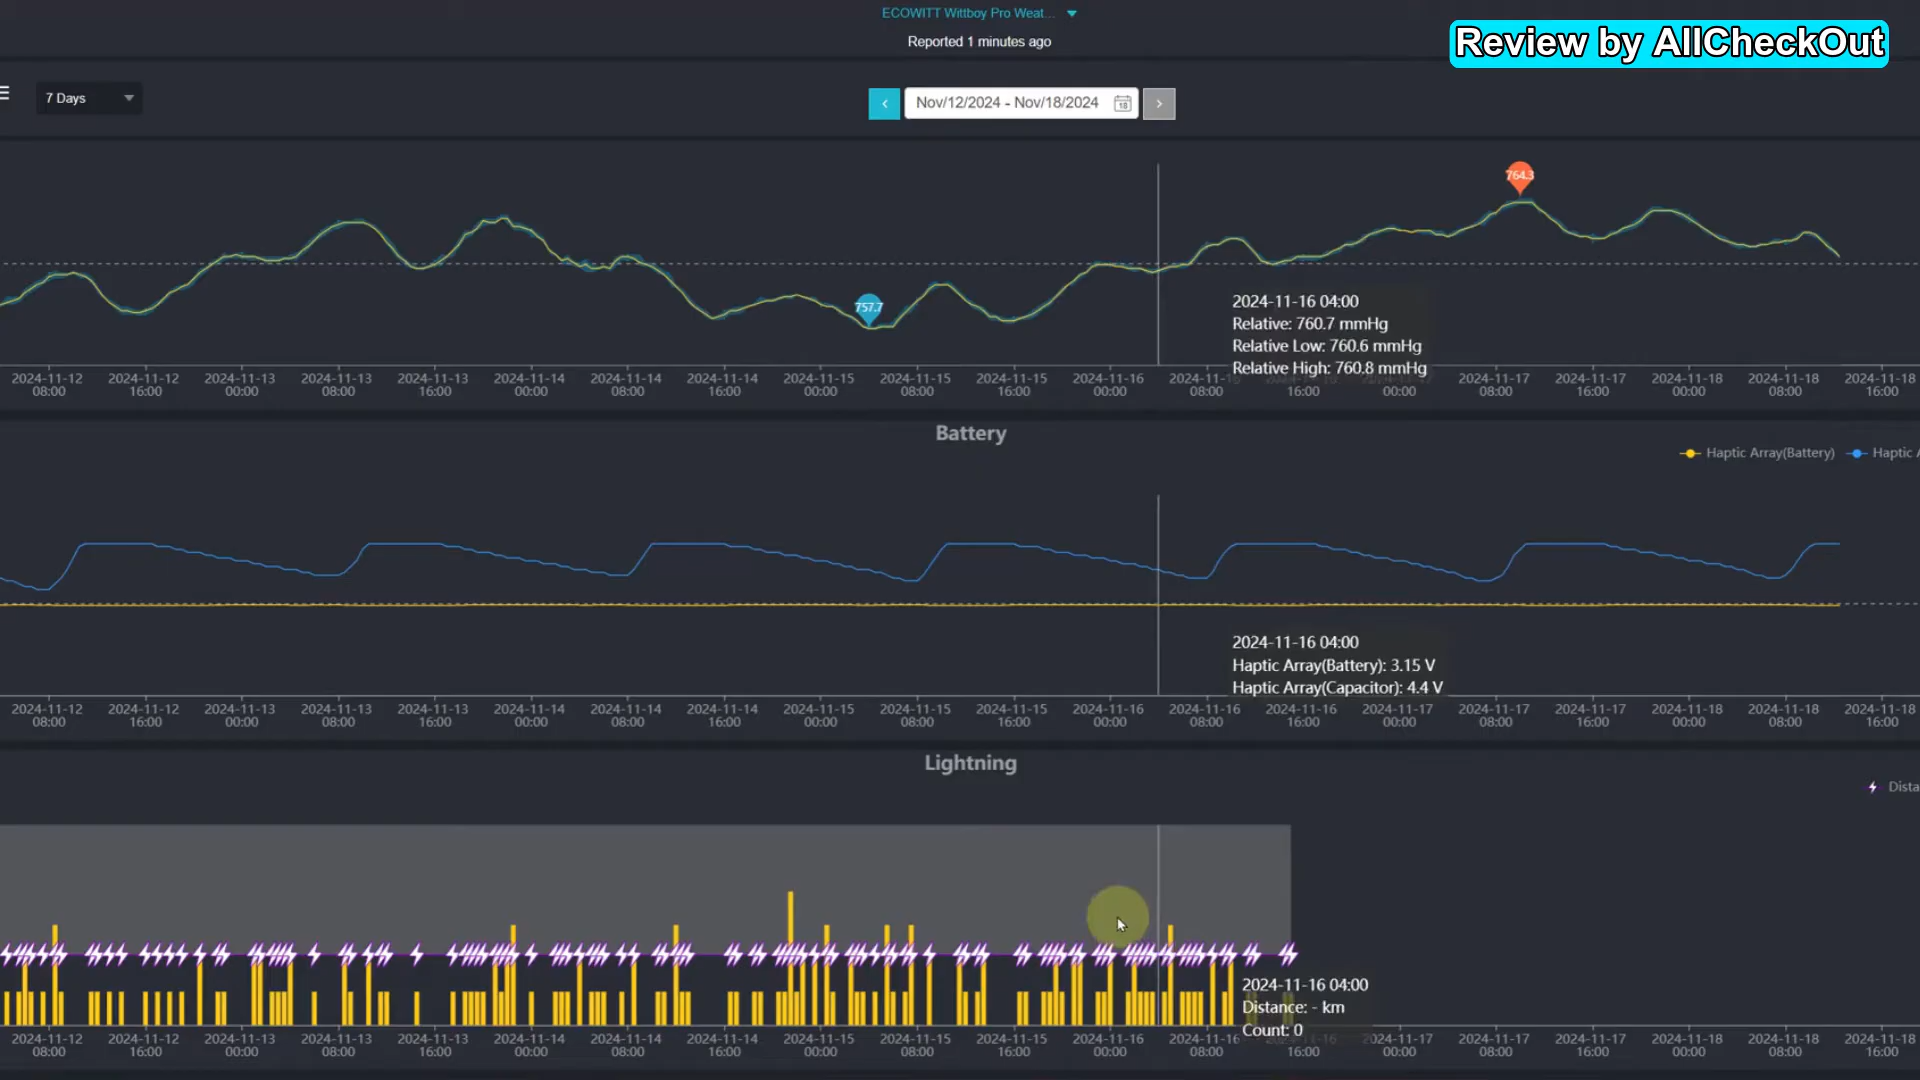 ECOWITT Wittboy Pro Weat...
Reported 1 minutes ago
Review by AllCheckOut
7 Days
Nov/12/2024 - Nov/18/2024
18
764.3
757.7
2024-11-16 04:00
Relative: 760.7 mmHg
Relative Low: 760.6 mmHg
Relative High: 760.8 mmHg
2024-11-12 2024-11-12 2024-11-13 2024-11-13 2024-11-13 2024-11-14 2024-11-14 2024-11-14 2024-11-15 2024-11-15 2024-11-15 2024-11-16 2024-11-16 2024-11-17 2024-11-17 2024-11-18 2024-11-18 2024-11-18
08:00 16:00 00:00 08:00 16:00 00:00 08:00 16:00 00:00 08:00 16:00 00:00 08:00 16:00 00:00 08:00 16:00 00:00 08:00 16:00
Battery
Haptic Array(Battery) Haptic A
2024-11-16 04:00
Haptic Array(Battery): 3.15 V
Haptic Array(Capacitor): 4.4 V
2024-11-12 2024-11-12 2024-11-13 2024-11-13 2024-11-13 2024-11-14 2024-11-14 2024-11-14 2024-11-15 2024-11-15 2024-11-15 2024-11-16 2024-11-16 2024-11-16 2024-11-17 2024-11-17 2024-11-17 2024-11-18 2024-11-18 2024-11-18
08:00 16:00 00:00 08:00 16:00 00:00 08:00 16:00 00:00 08:00 16:00 00:00 08:00 16:00 00:00 08:00 16:00 00:00 08:00 16:00
Lightning
Dista
2024-11-16 04:00
Distance: - km
Count: 0
2024-11-12 2024-11-12 2024-11-13 2024-11-13 2024-11-13 2024-11-14 2024-11-14 2024-11-14 2024-11-15 2024-11-15 2024-11-15 2024-11-16 2024-11-16 2024-11-16 2024-11-17 2024-11-17 2024-11-17 2024-11-18 2024-11-18 2024-11-18
08:00 16:00 00:00 08:00 16:00 00:00 08:00 16:00 00:00 08:00 16:00 00:00 08:00 16:00 00:00 08:00 16:00 00:00 08:00 16:00